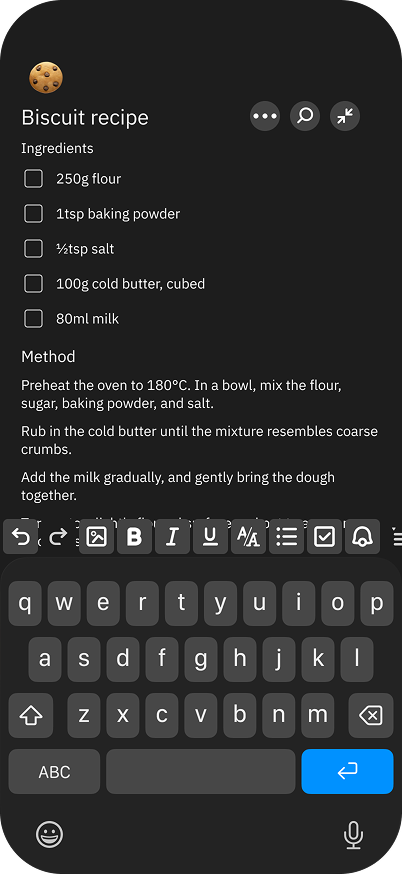 Biscuit recipe
Ingredients
250g flour
1tsp baking powder
½tsp salt
100g cold butter, cubed
80ml milk
Method
Preheat the oven to 180°C. In a bowl, mix the flour,
sugar, baking powder, and salt.
Rub in the cold butter until the mixture resembles coarse
crumbs.
Add the milk gradually, and gently bring the dough
together.
B I U A/A
q w e r t y u i o p
a s d f g h j k l
z x c v b n m
ABC